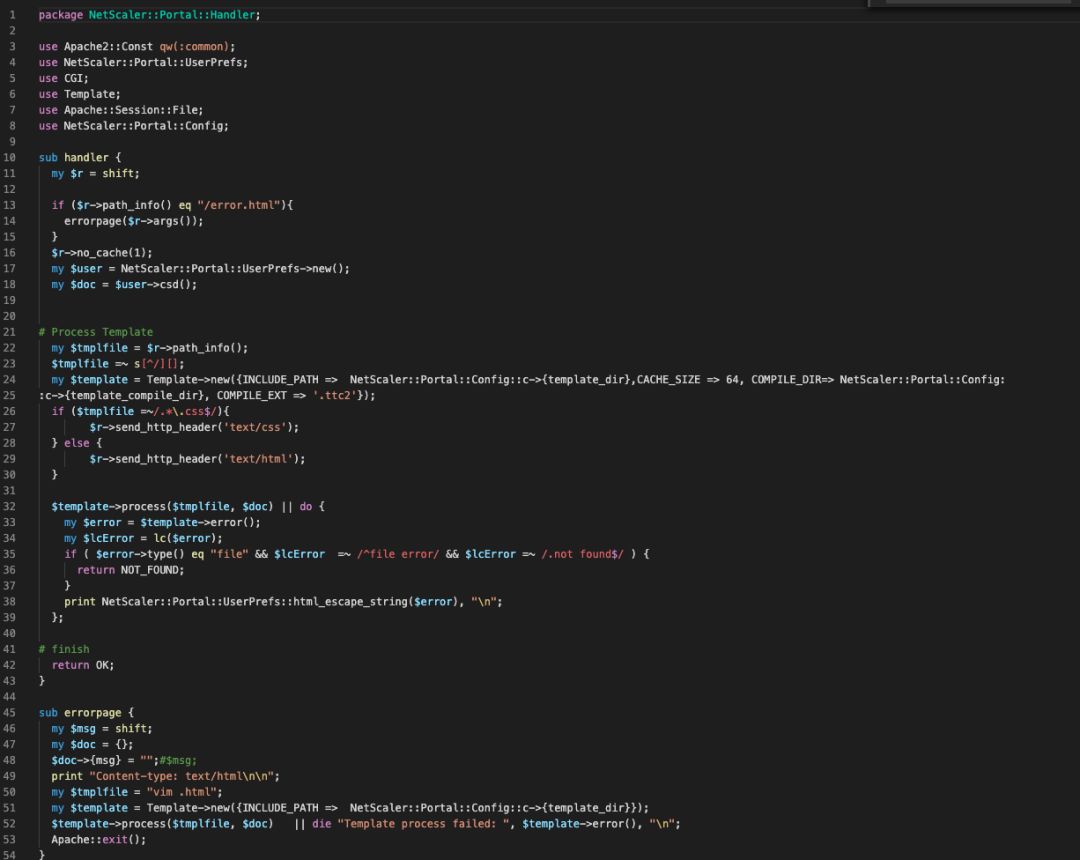 1 package NetScaler::Portal::Handler;
2
3 use Apache2::Const qw(:common);
4 use NetScaler::Portal::UserPrefs;
5 use CGI;
6 use Template;
7 use Apache::Session::File;
8 use NetScaler::Portal::Config;
9
10 sub handler {
11 my $r = shift;
12
13 if ($r->path_info() eq "/error.html"){
14 errorpage($r->args());
15 }
16 $r->no_cache(1);
17 my $user = NetScaler::Portal::UserPrefs->new();
18 my $doc = $user->csd();
19
20
21 # Process Template
22 my $tmplfile = $r->path_info();
23 $tmplfile =~ s[^/][];
24 my $template = Template->new({INCLUDE_PATH =>  NetScaler::Portal::Config::c->{template_dir},CACHE_SIZE => 64, COMPILE_DIR=> NetScaler::Portal::Config:
25 :c->{template_compile_dir}, COMPILE_EXT => '.ttc2'});
26 if ($tmplfile =~/.*\.css$/){
27 $r->send_http_header('text/css');
28 } else {
29 $r->send_http_header('text/html');
30 }
31
32 $template->process($tmplfile, $doc) || do {
33 my $error = $template->error();
34 my $lcError = lc($error);
35 if ( $error->type() eq "file" && $lcError  =~ /^file error/ && $lcError =~ /.not found$/ ) {
36 return NOT_FOUND;
37 }
38 print NetScaler::Portal::UserPrefs::html_escape_string($error), "\n";
39 };
40
41 # finish
42 return OK;
43 }
44
45 sub errorpage {
46 my $msg = shift;
47 my $doc = {};
48 $doc->{msg} = "";#$msg;
49 print "Content-type: text/html\n\n";
50 my $tmplfile = "vim .html";
51 my $template = Template->new({INCLUDE_PATH =>  NetScaler::Portal::Config::c->{template_dir}});
52 $template->process($tmplfile, $doc)   || die "Template process failed: ", $template->error(), "\n";
53 Apache::exit();
54 }